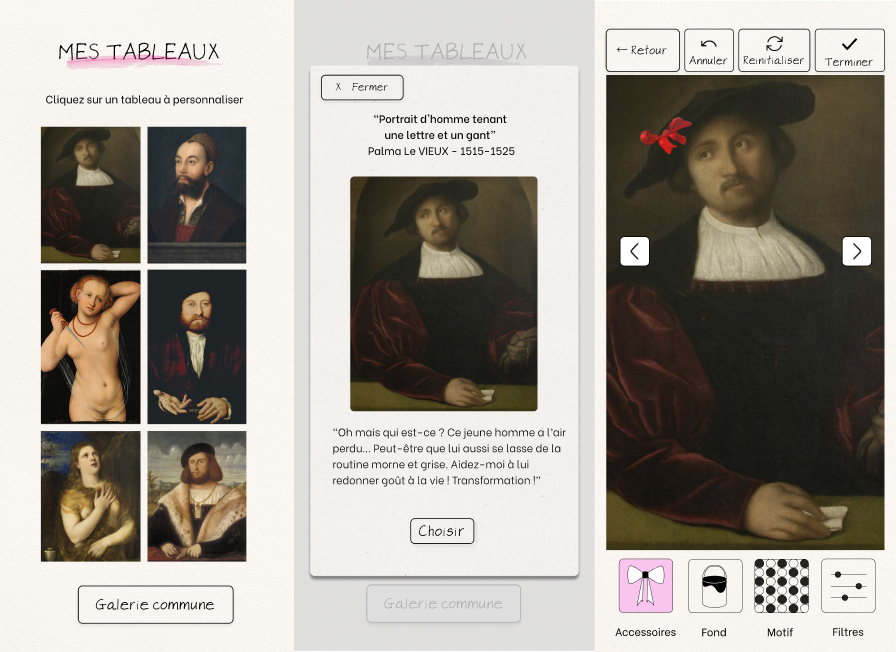 MES TABLEAUX
Cliquez sur un tableau à personnaliser
Galerie commune
MES TABLEAUX
X Fermer
"Portrait d'homme tenant
une lettre et un gant"
Palma Le VIEUX - 1515-1525
"Oh mais qui est-ce ? Ce jeune homme a l'air
perdu... Peut-être que lui aussi se lasse de la
routine morne et grise. Aidez-moi à lui
redonner goût à la vie ! Transformation !"
Choisir
Galerie commune
← Retour
Annuler
Réinitialiser
Terminer
Accessoires
Fond
Motif
Filtres